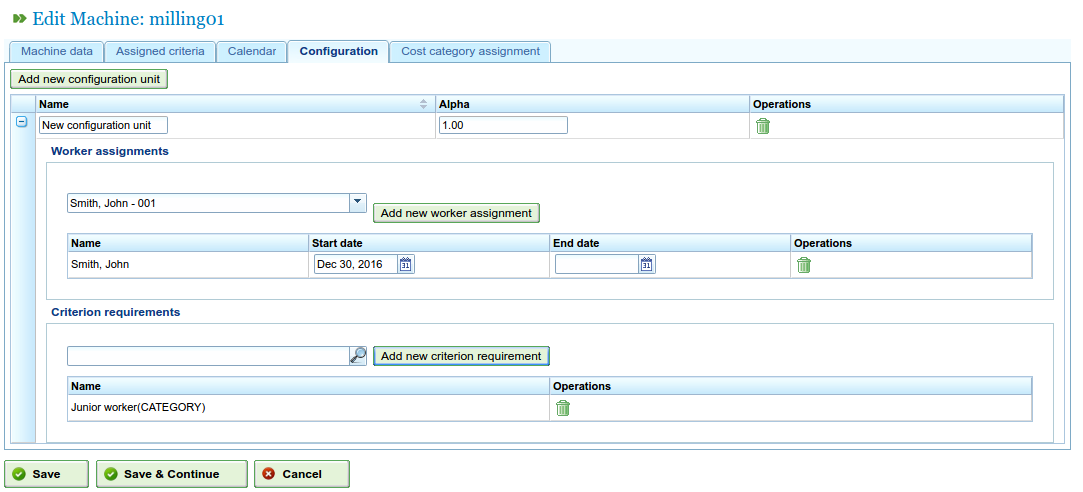 Edit Machine: milling01
Machine data Assigned criteria Calendar Configuration Cost category assignment
Add new configuration unit
Name Alpha Operations
New configuration unit 1.00
Worker assignments
Smith, John - 001 Add new worker assignment
Name Start date End date Operations
Smith, John Dec 30, 2016 31 31
Criterion requirements
Add new criterion requirement
Name Operations
Junior worker(CATEGORY)
Save Save & Continue Cancel